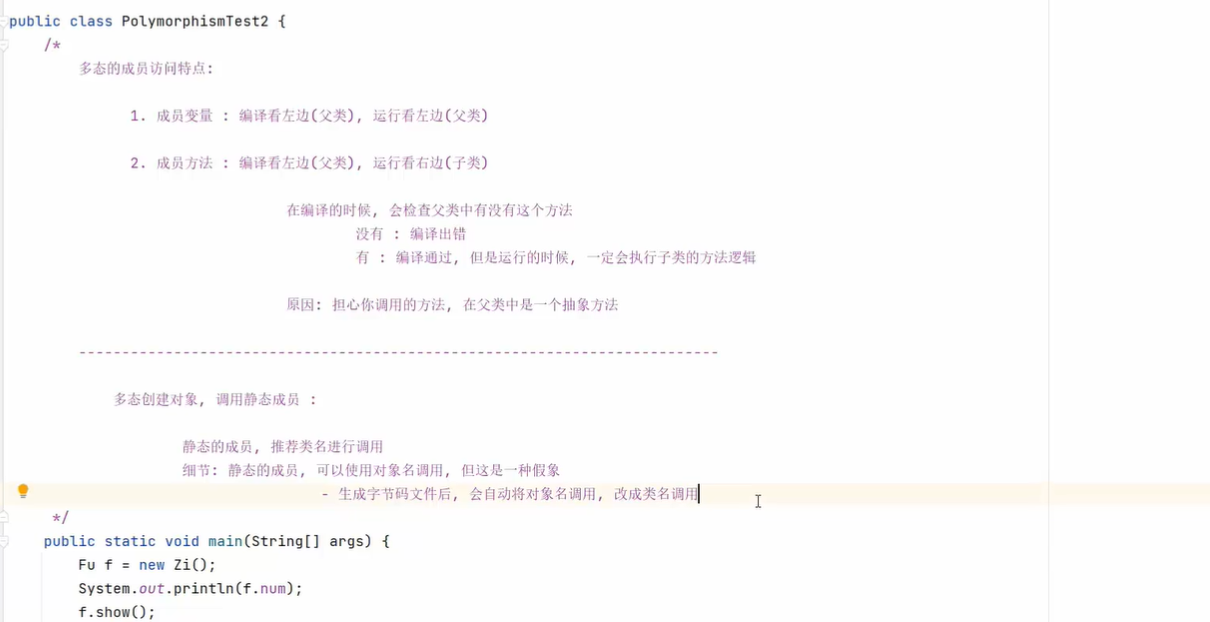 public class PolymorphismTest2 {
/*
多态的成员访问特点:
1. 成员变量 : 编译看左边(父类), 运行看左边(父类)
2. 成员方法 : 编译看左边(父类), 运行看右边(子类)
在编译的时候, 会检查父类中有没有这个方法
没有 : 编译出错
有 : 编译通过, 但是运行的时候, 一定会执行子类的方法逻辑
原因: 担心你调用的方法, 在父类中是一个抽象方法
---------------------------------------------------------------------------
多态创建对象, 调用静态成员 :
静态的成员, 推荐类名进行调用
细节: 静态的成员, 可以使用对象名调用, 但这是一种假象
- 生成字节码文件后, 会自动将对象名调用, 改成类名调用
*/
public static void main(String[] args) {
Fu f = new Zi();
System.out.println(f.num);
f.show();